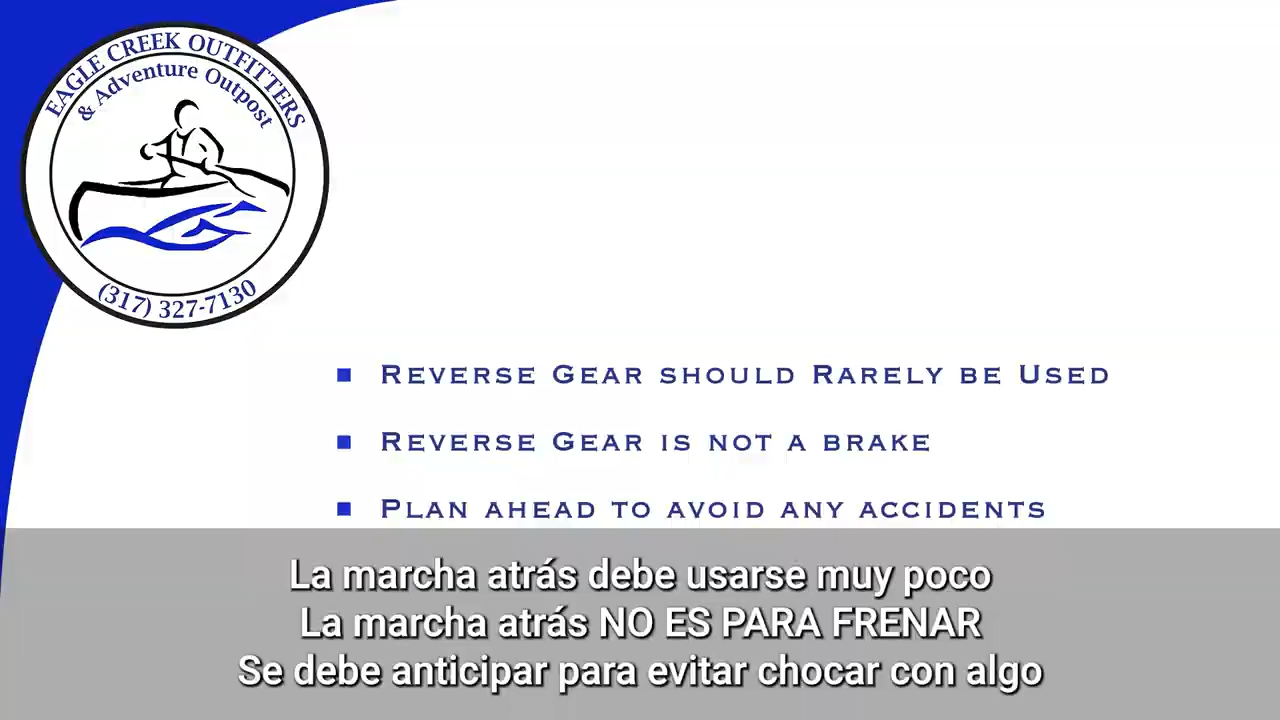 EAGLE CREEK OUTFITTERS
& Adventure Outpost
(317) 327-7130
REVERSE GEAR SHOULD RARELY BE USED
REVERSE GEAR IS NOT A BRAKE
PLAN AHEAD TO AVOID ANY ACCIDENTS
La marcha atrás debe usarse muy poco
La marcha atrás NO ES PARA FRENAR
Se debe anticipar para evitar chocar con algo